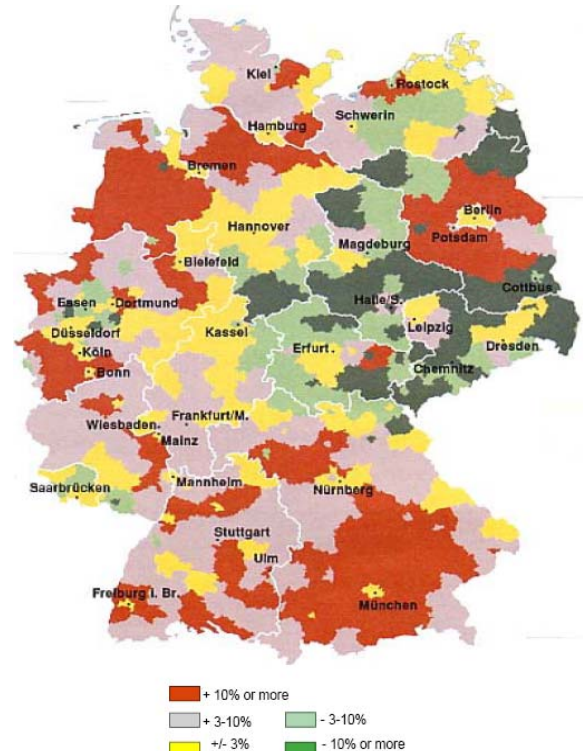 Kiel
Rostock
Schwerin
Hamburg
Bremen
Hannover
Berlin
Potsdam
Magdeburg
Bielefeld
Essen
Dortmund
Halle/S.
Cottbus
Leipzig
Düsseldorf
Kassel
Köln
Erfurt
Dresden
Chemnitz
Bonn
Wiesbaden
Frankfurt/M.
Mainz
Saarbrücken
Mannheim
Nürnberg
Stuttgart
Ulm
Freiburg i. Br.
München
+ 10% or more
+ 3-10%
- 3-10%
+/- 3%
- 10% or more